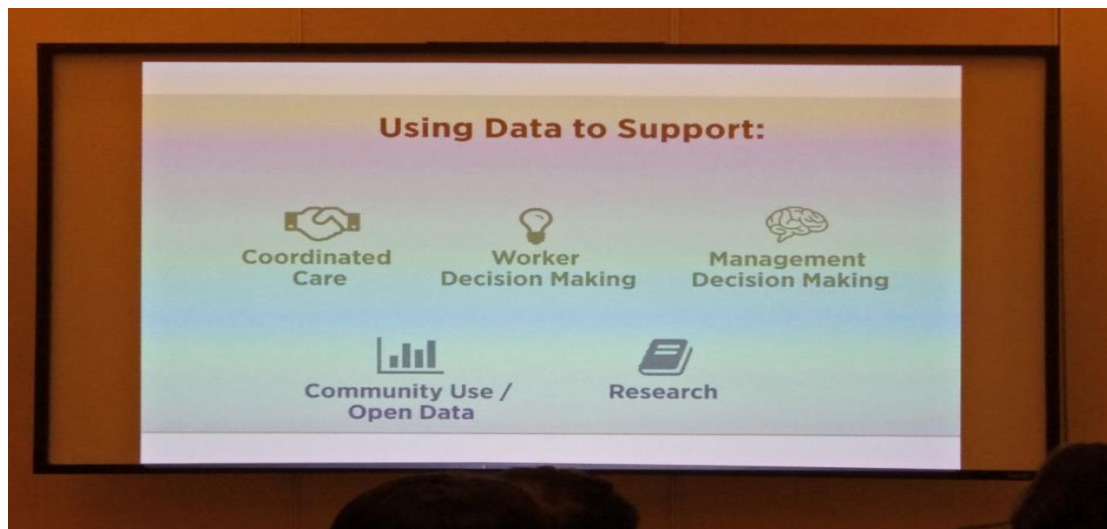 Using Data to Support:
Coordinated
Care
Worker
Decision Making
Management
Decision Making
Community Use /
Open Data
Research